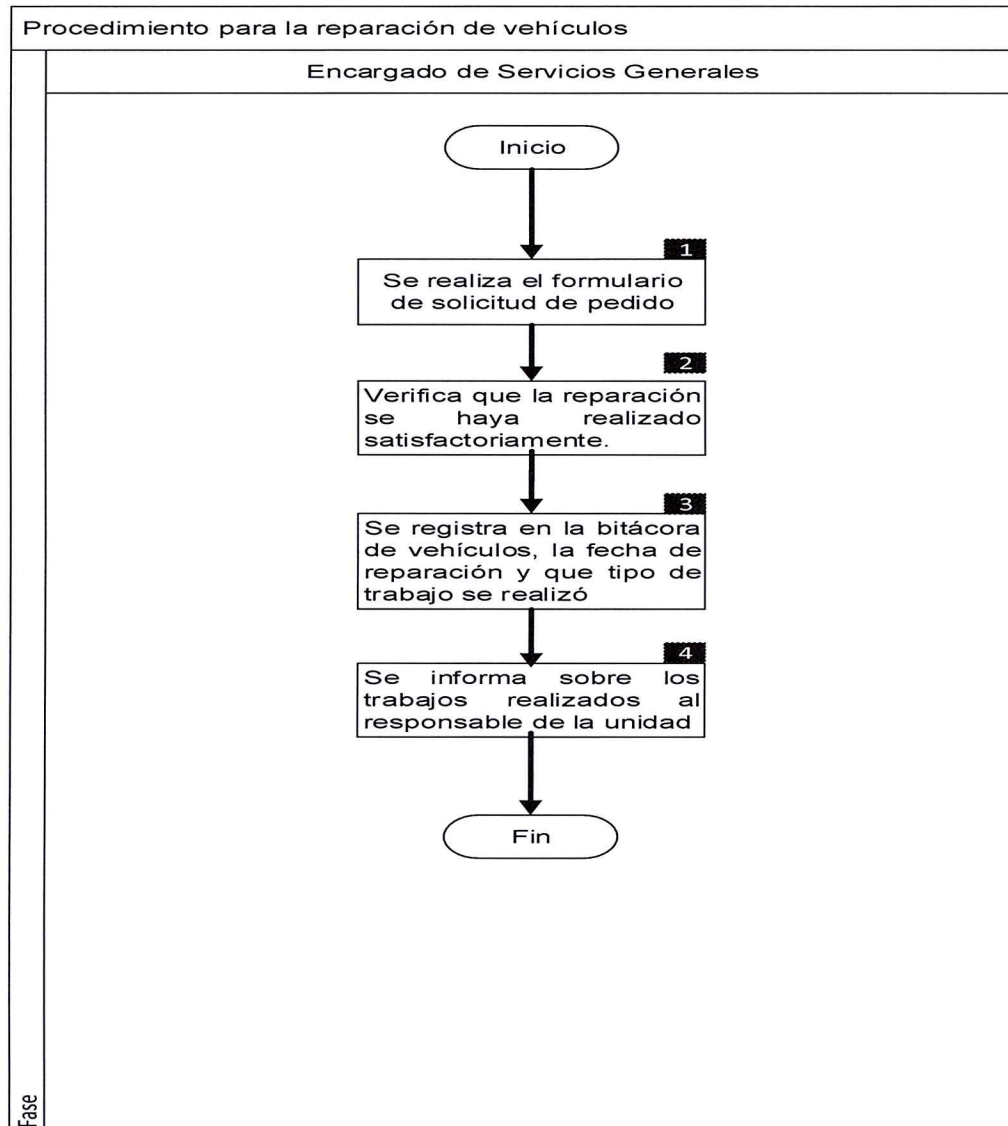 Procedimiento para la reparación de vehículos
Encargado de Servicios Generales
Inicio
1
Se realiza el formulario
de solicitud de pedido
2
Verifica que la reparación
se haya realizado
satisfactoriamente.
3
Se registra en la bitácora
de vehículos, la fecha de
reparación y que tipo de
trabajo se realizó
4
Se informa sobre los
trabajos realizados al
responsable de la unidad
Fin
Fase